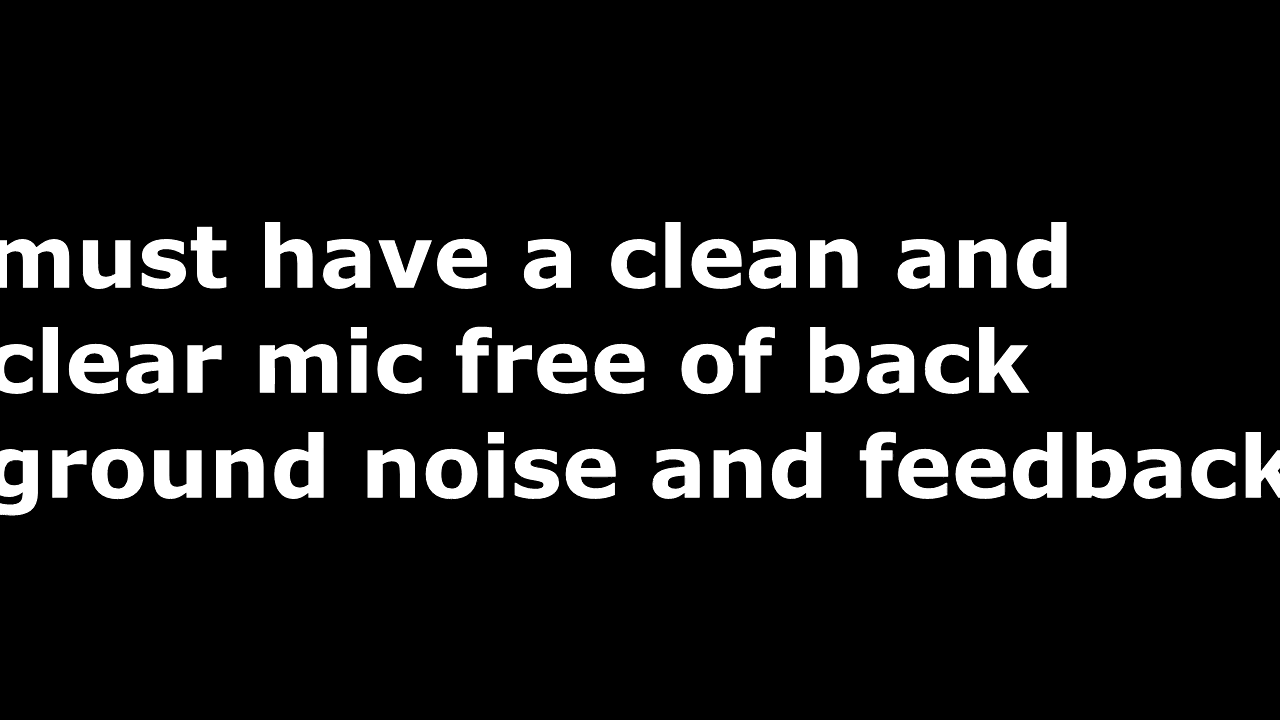 must have a clean and
clear mic free of back
ground noise and feedback